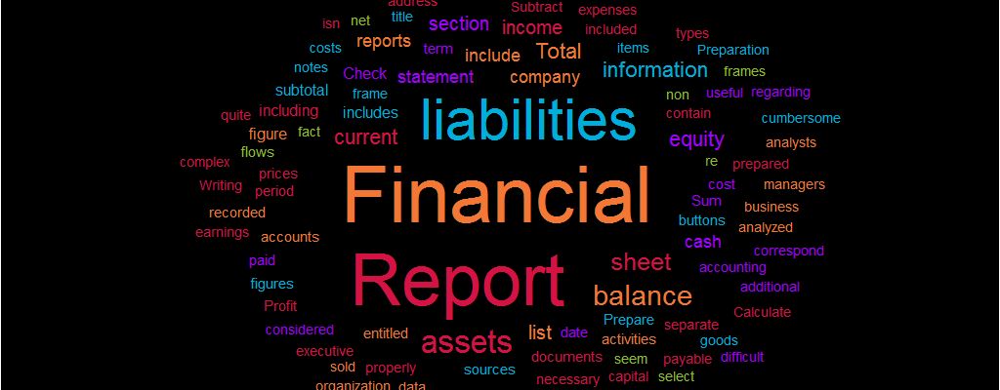 address
Subtract
expenses
isn
net
title
section
income
included
types
reports
term
include
Total
items
Preparation
costs
notes
Check
statement
company
information
frames
subtotal
frame
non
useful
regarding
quite
including
includes
liabilities
contain
cumbersome
figure
fact
current
equity
analysts
flows
complex
re
prepared
prices
Financial
Writing
period
cost
managers
Sum
recorded
business
buttons
earnings
accounts
analyzed
cash
correspond
paid
sheet
accounting
figures
Report
additional
balance
Profit
Calculate
considered
Prepare
separate
entitled
assets
list
date
activities
goods
executive
documents
seem
payable
difficult
sold
properly
sources
necessary
capital
select
organization
data